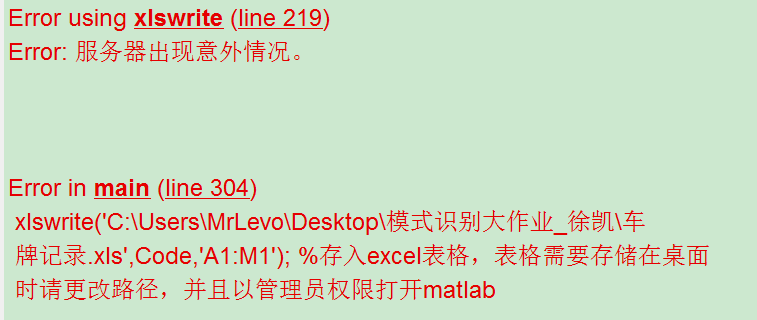 Error using xlswrite (line 219)
Error: 服务器出现意外情况。
Error in main (line 304)
xlswrite('C:\Users\MrLevo\Desktop\模式识别大作业_徐凯\车
牌记录.xls',Code,'A1:M1'); %存入excel表格，表格需要存储在桌面
时请更改路径，并且以管理员权限打开matlab